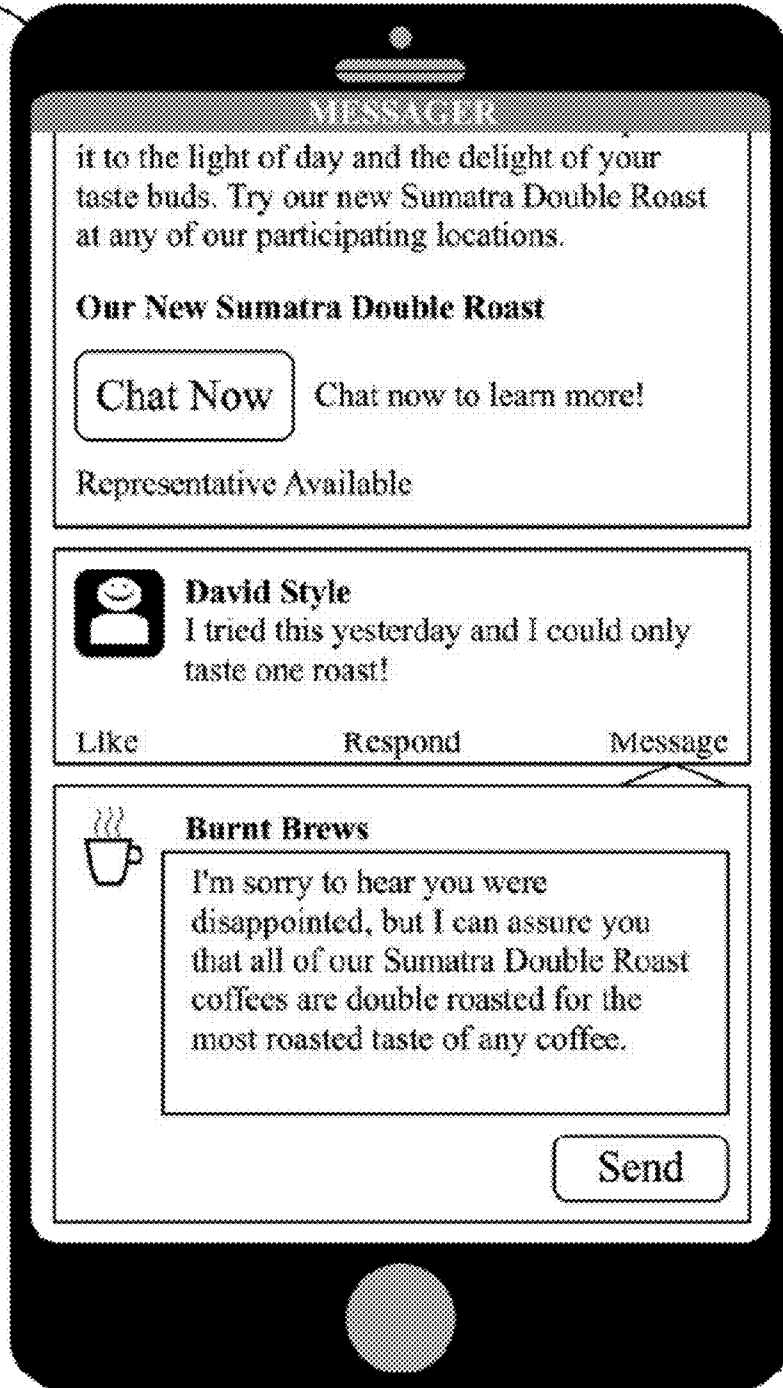 MESSAGER
it to the light of day and the delight of your
taste buds. Try our new Sumatra Double Roast
at any of our participating locations.
Our New Sumatra Double Roast
Chat Now
Chat now to learn more!
Representative Available
David Style
I tried this yesterday and I could only
taste one roast!
Like Respond Message
Burnt Brews
I'm sorry to hear you were
disappointed, but I can assure you
that all of our Sumatra Double Roast
coffees are double roasted for the
most roasted taste of any coffee.
Send